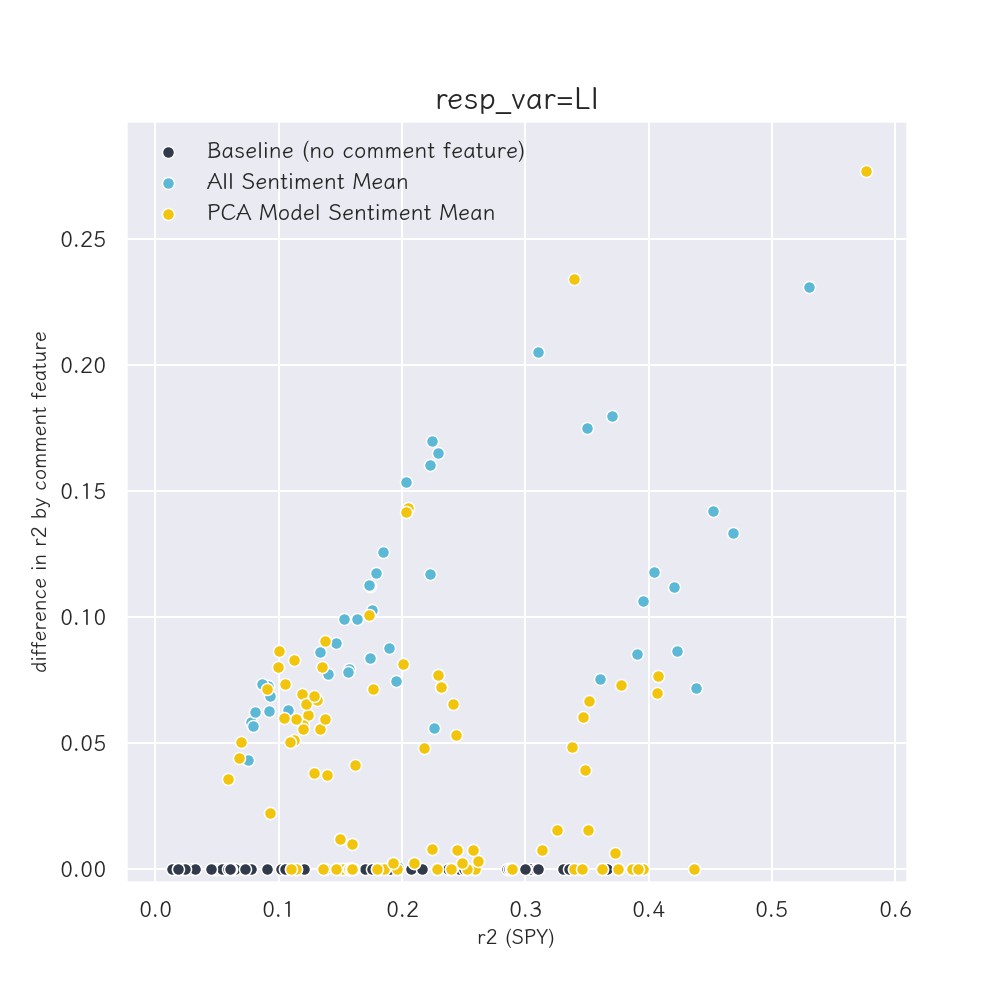 resp_var=LI
Baseline (no comment feature)
All Sentiment Mean
PCA Model Sentiment Mean
difference in r2 by comment feature
0.25
0.20
0.15
0.10
0.05
0.00
0.0 0.1 0.2 0.3 0.4 0.5 0.6
r2 (SPY)